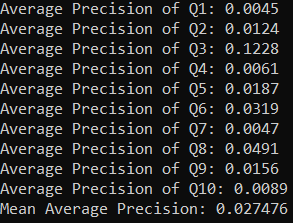 Average Precision of Q1: 0.0045
Average Precision of Q2: 0.0124
Average Precision of Q3: 0.1228
Average Precision of Q4: 0.0061
Average Precision of Q5: 0.0187
Average Precision of Q6: 0.0319
Average Precision of Q7: 0.0047
Average Precision of Q8: 0.0491
Average Precision of Q9: 0.0156
Average Precision of Q10: 0.0089
Mean Average Precision: 0.027476